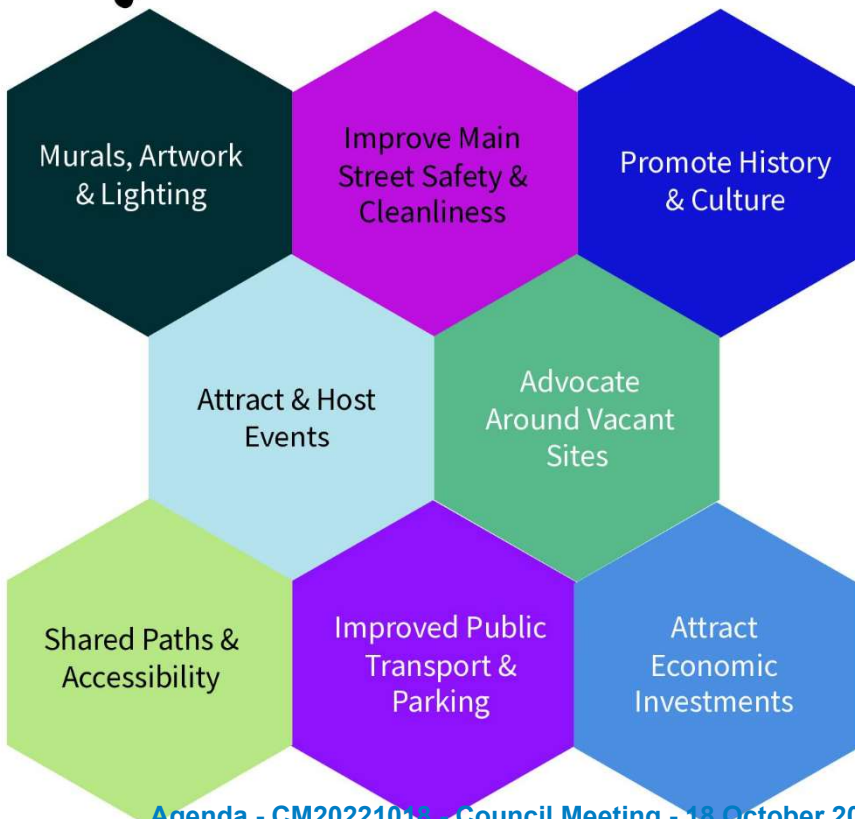 Murals, Artwork
& Lighting
Improve Main
Street Safety &
Cleanliness
Promote History
& Culture
Attract & Host
Events
Advocate
Around Vacant
Sites
Shared Paths &
Accessibility
Improved Public
Transport &
Parking
Attract
Economic
Investments
Agenda - CM20221018 - Council Meeting - 18 October 20